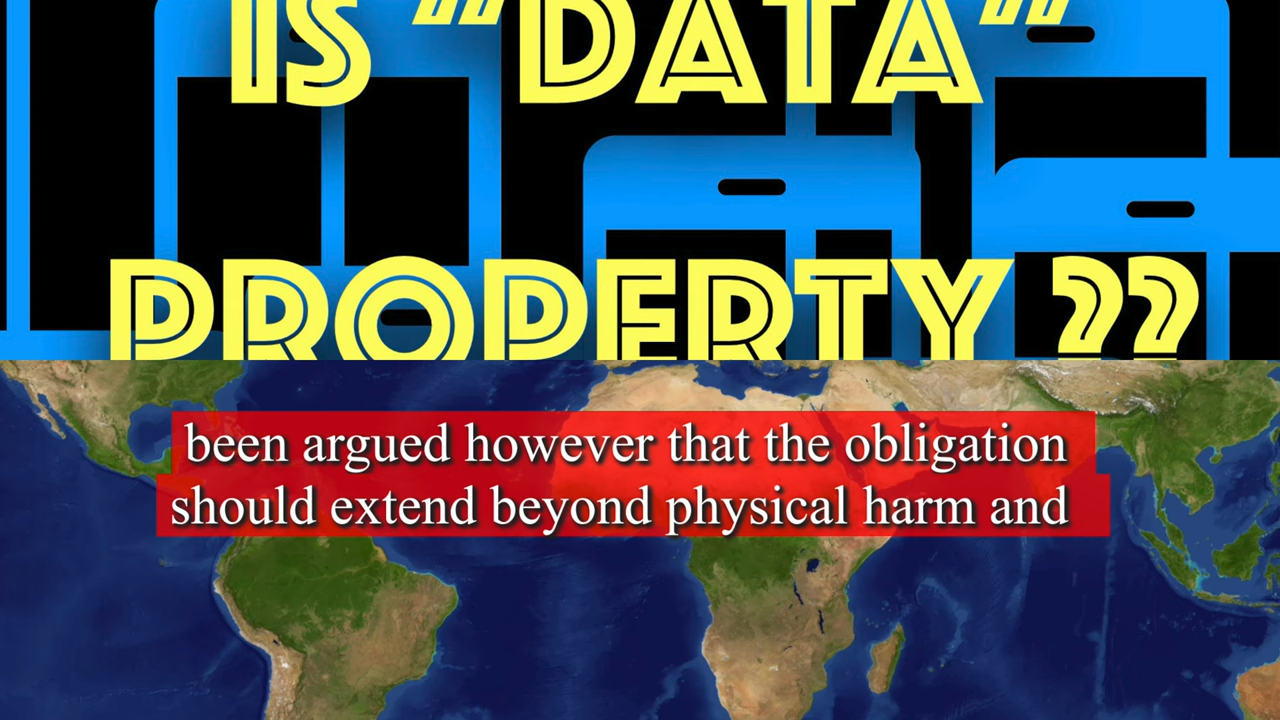 IS "DATA"
PROPERTY ??
been argued however that the obligation
should extend beyond physical harm and